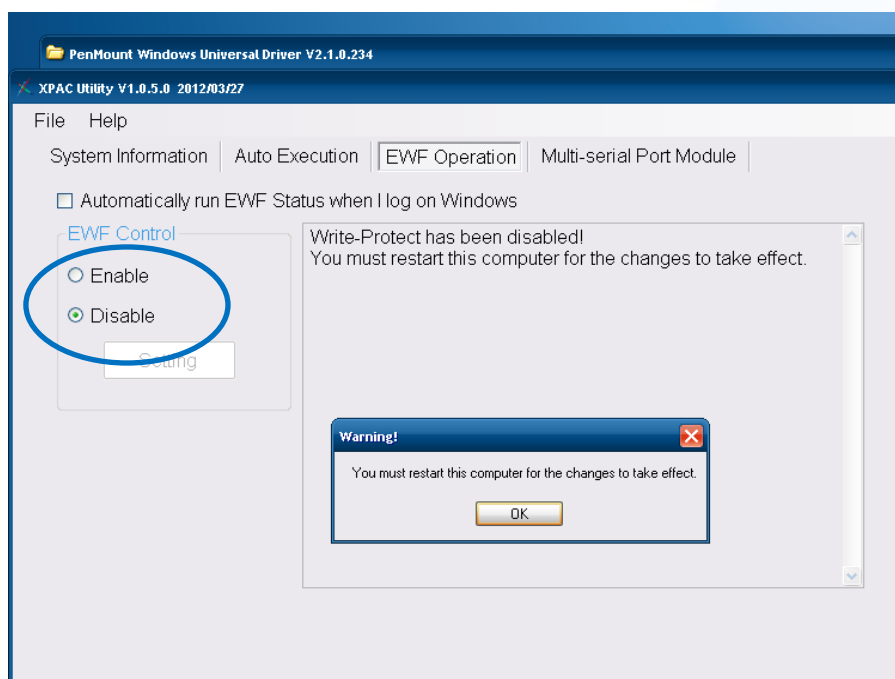 PenMount Windows Universal Driver V2.1.0.234
XPAC Utility V1.0.5.0 2012/03/27
File Help
System Information Auto Execution EWF Operation Multi-serial Port Module
Automatically run EWF Status when I log on Windows
EWF Control
Enable
Disable
Setting
Write-Protect has been disabled!
You must restart this computer for the changes to take effect.
Warning!
You must restart this computer for the changes to take effect.
OK